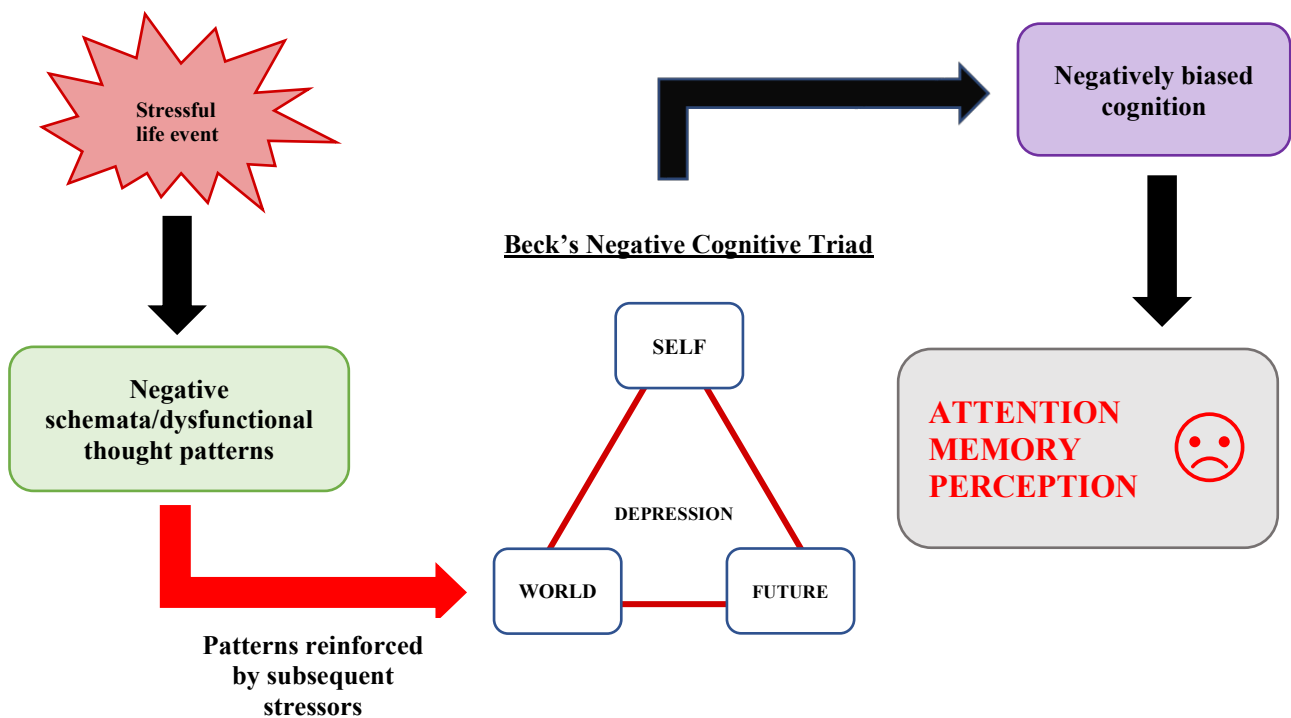 Stressful
life event
Negative
schemata/dysfunctional
thought patterns
Patterns reinforced
by subsequent
stressors
Beck’s Negative Cognitive Triad
SELF
DEPRESSION
WORLD
FUTURE
Negatively biased
cognition
ATTENTION
MEMORY
PERCEPTION